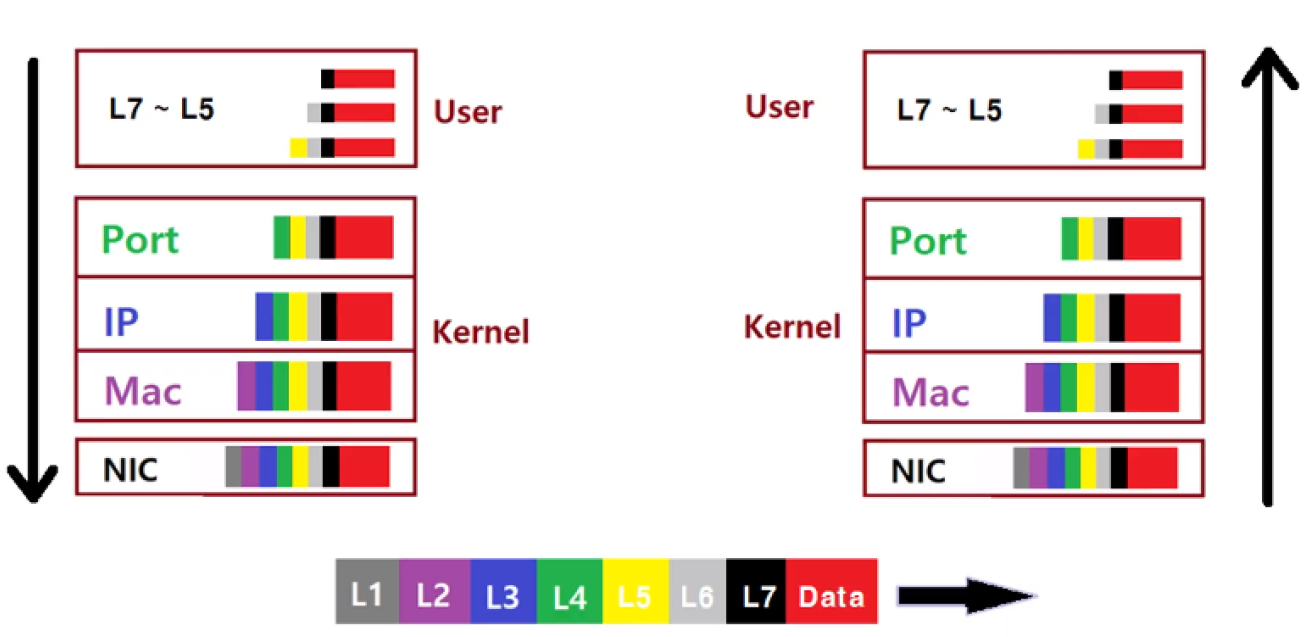 L7 ~ L5
User
Port
IP
Kernel
Mac
NIC
User
L7 ~ L5
Port
Kernel
IP
Mac
NIC
L1 L2 L3 L4 L5 L6 L7 Data